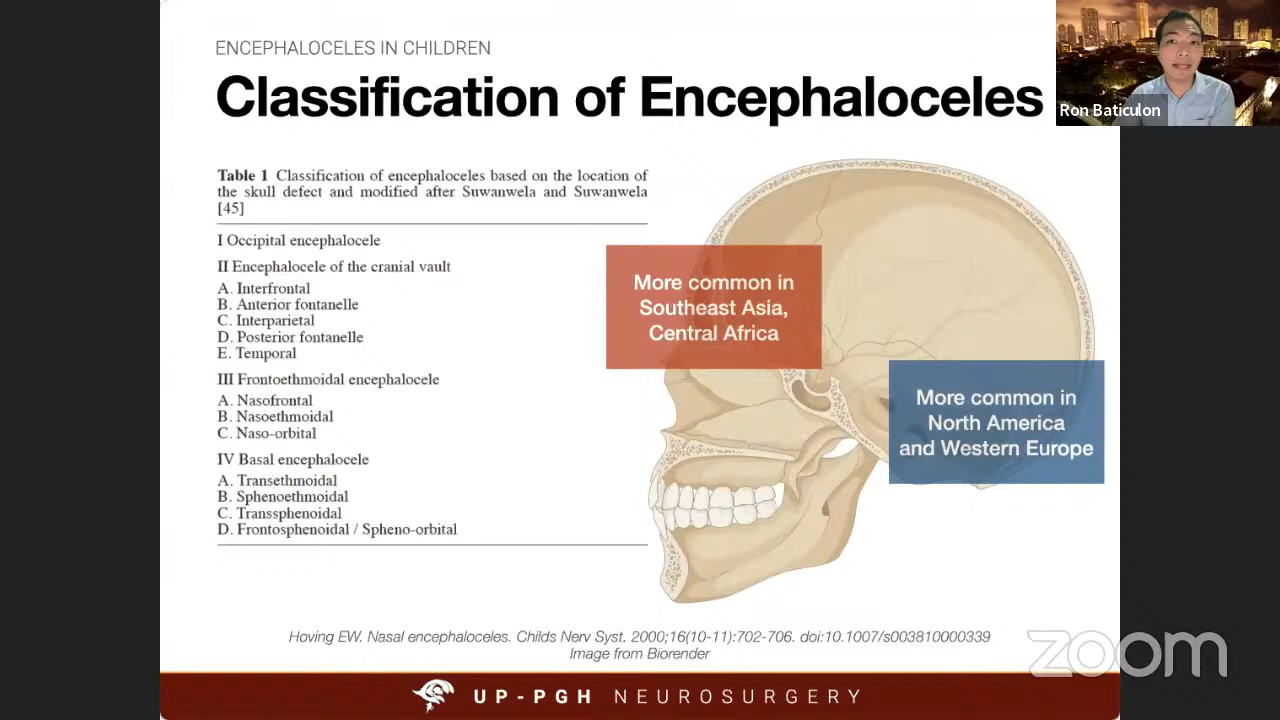 ENCEPHALOCELES IN CHILDREN
Classification of Encephaloceles
Ron Baticulon
Table 1 Classification of encephaloceles based on the location of
the skull defect and modified after Suwanwela and Suwanwela
[45]
I Occipital encephalocele
II Encephalocele of the cranial vault
A. Interfrontal
B. Anterior fontanelle
C. Interparietal
D. Posterior fontanelle
E. Temporal
III Frontoethmoidal encephalocele
A. Nasofrontal
B. Nasoethmoidal
C. Naso-orbital
IV Basal encephalocele
A. Transethmoidal
B. Sphenoethmoidal
C. Transsphenoidal
D. Frontosphenoidal / Spheno-orbital
More common in
Southeast Asia,
Central Africa
More common in
North America
and Western Europe
Hoving EW. Nasal encephaloceles. Childs Nerv Syst. 2000;16(10-11):702-706. doi:10.1007/s003810000339
Image from Biorender
zoom
UP-PGH NEUROSURGERY